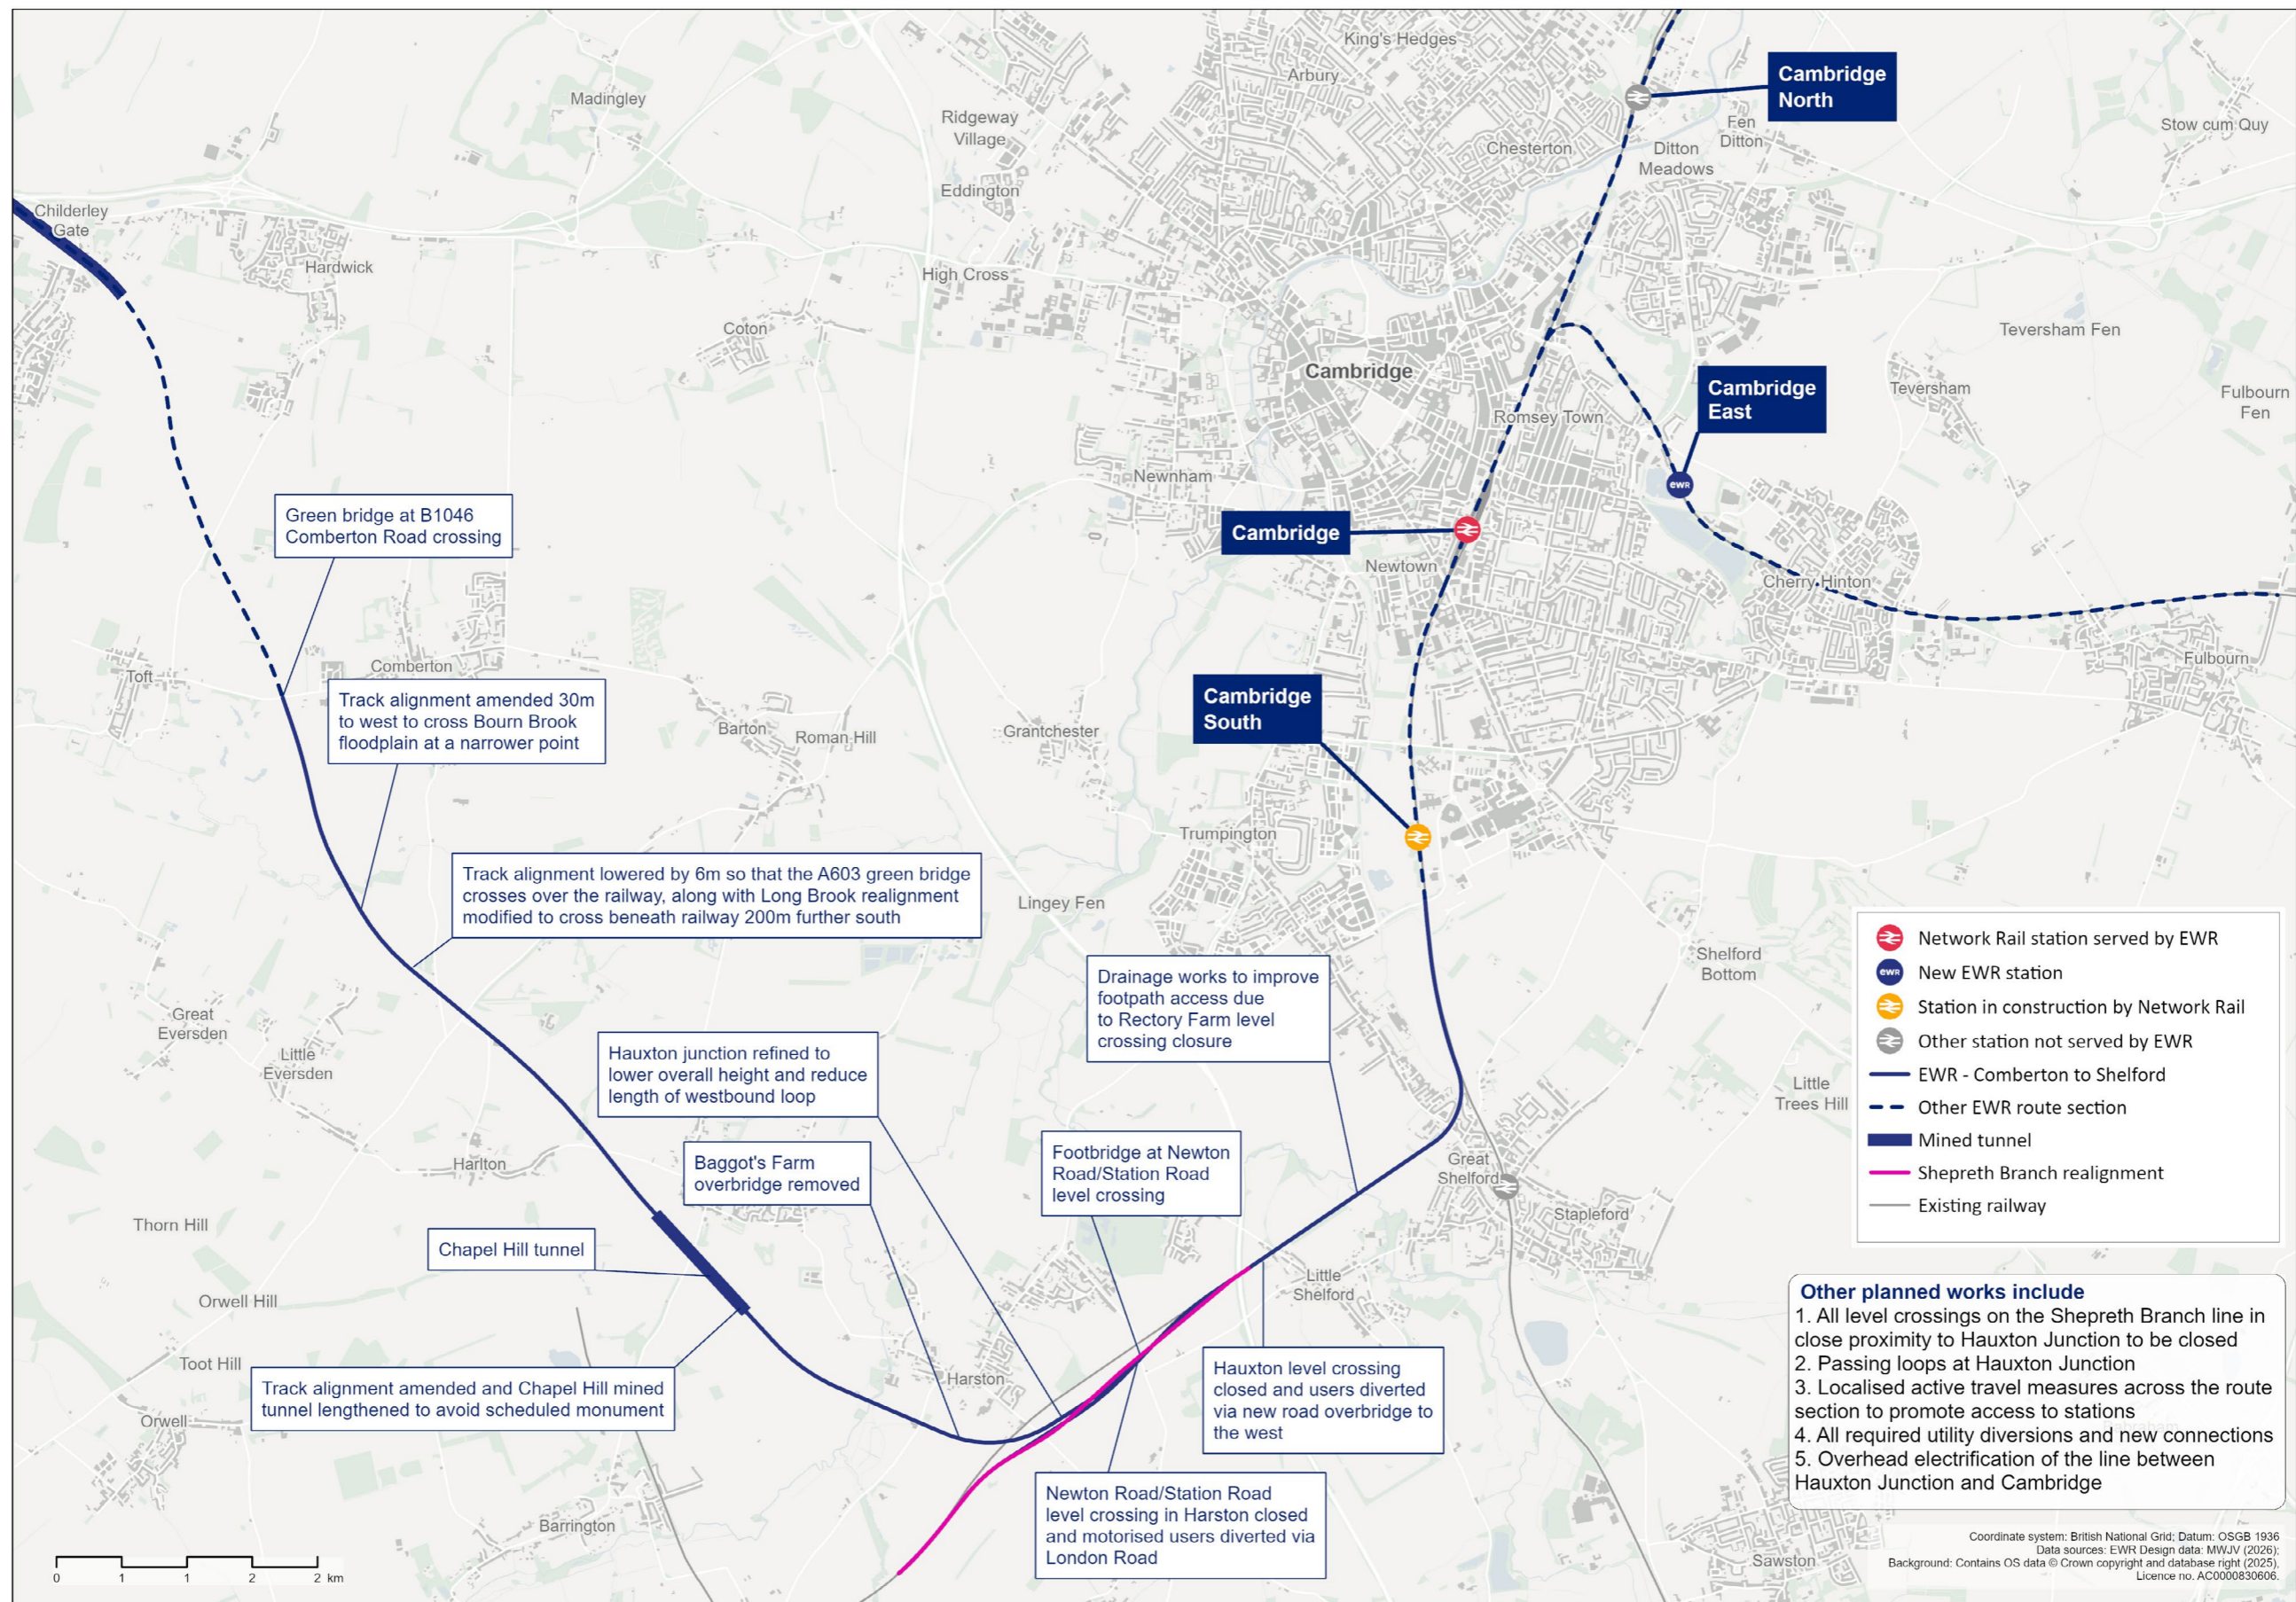 King's Hedges
Arbury
Madingley
Ridgeway
Village
Eddington
Chesterton
Cambridge
North
Fen
Ditton
Ditton
Meadows
Stow cum Quy
Childerley
Gate
Hardwick
High Cross
Coton
Cambridge
Romsey Town
Cambridge
East
ewr
Teversham Fen
Teversham
Fulbourn
Fen
Newnham
Cambridge
Newtown
Cherry Hinton
Fulbourn
Green bridge at B1046
Comberton Road crossing
Toft
Comberton
Track alignment amended 30m
to west to cross Bourn Brook
floodplain at a narrower point
Barton
Roman Hill
Grantchester
Cambridge
South
Trumpington
Track alignment lowered by 6m so that the A603 green bridge
crosses over the railway, along with Long Brook realignment
modified to cross beneath railway 200m further south
Lingey Fen
Shelford
Bottom
Great
Eversden
Little
Eversden
Drainage works to improve
footpath access due
to Rectory Farm level
crossing closure
Hauxton junction refined to
lower overall height and reduce
length of westbound loop
Little
Trees Hill
Harlton
Baggot's Farm
overbridge removed
Footbridge at Newton
Road/Station Road
level crossing
Great
Shelford
Stapleford
Thorn Hill
Chapel Hill tunnel
Orwell Hill
Little
Shelford
Toot Hill
Track alignment amended and Chapel Hill mined
tunnel lengthened to avoid scheduled monument
Harston
Orwell
Hauxton level crossing
closed and users diverted
via new road overbridge to
the west
Newton Road/Station Road
level crossing in Harston closed
and motorised users diverted via
London Road
Barrington
Sawston
Network Rail station served by EWR
ewr
New EWR station
Station in construction by Network Rail
Other station not served by EWR
EWR - Comberton to Shelford
Other EWR route section
Mined tunnel
Shepreth Branch realignment
Existing railway
Other planned works include
1. All level crossings on the Shepreth Branch line in
close proximity to Hauxton Junction to be closed
2. Passing loops at Hauxton Junction
3. Localised active travel measures across the route
section to promote access to stations
4. All required utility diversions and new connections
5. Overhead electrification of the line between
Hauxton Junction and Cambridge
0 1 1 2 2 km
Coordinate system: British National Grid; Datum: OSGB 1936
Data sources: EWR Design data: MWJV (2026);
Background: Contains OS data © Crown copyright and database right (2025).
Licence no. AC0000830606.